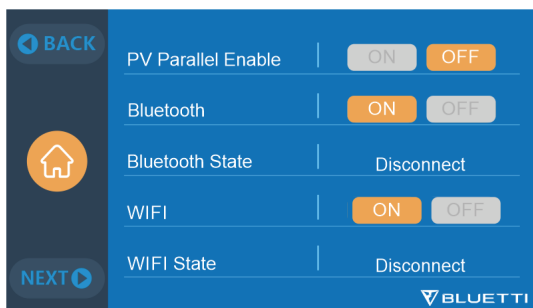 BACK
PV Parallel Enable ON OFF
Bluetooth ON OFF
Bluetooth State Disconnect
WIFI ON OFF
WIFI State Disconnect
NEXT
BLUETTI